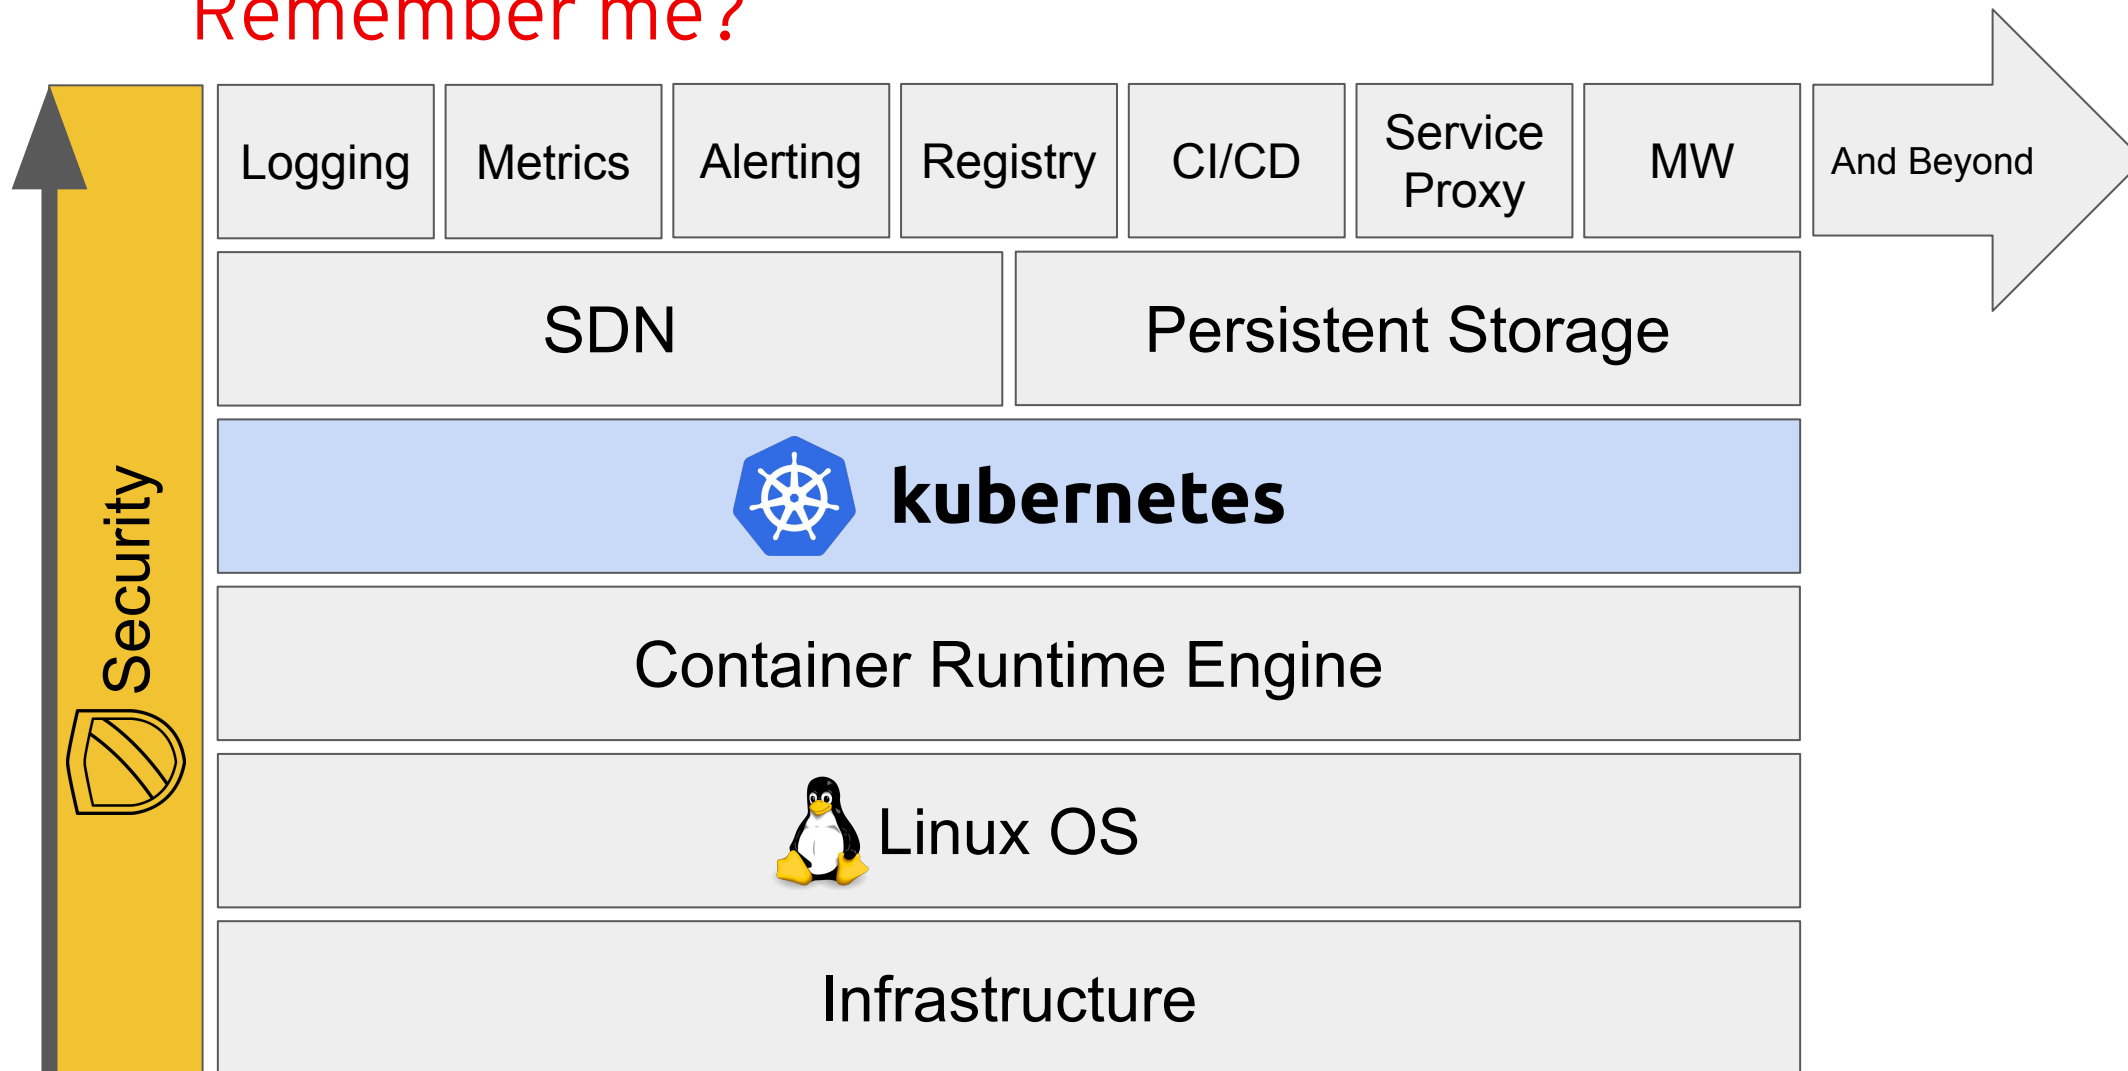 Remember me?
Logging
Metrics
Alerting
Registry
CI/CD
Service
Proxy
MW
And Beyond
SDN
Persistent Storage
kubernetes
Security
Container Runtime Engine
Linux OS
Infrastructure